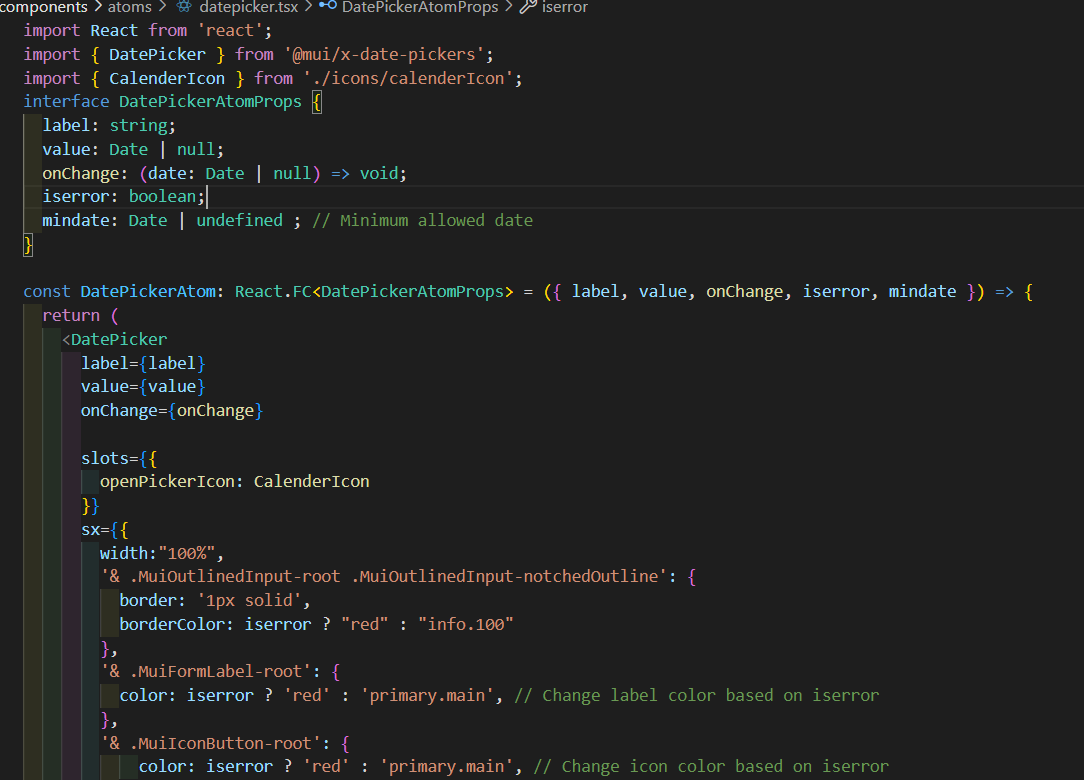 components > atoms > datepicker.tsx > DatePickerAtomProps > iserror
import React from 'react';
import { DatePicker } from '@mui/x-date-pickers';
import { CalenderIcon } from './icons/calenderIcon';
interface DatePickerAtomProps {
  label: string;
  value: Date | null;
  onChange: (date: Date | null) => void;
  iserror: boolean;
  mindate: Date | undefined ; // Minimum allowed date
}
const DatePickerAtom: React.FC<DatePickerAtomProps> = ({ label, value, onChange, iserror, mindate }) => {
  return (
    <DatePicker
      label={label}
      value={value}
      onChange={onChange}
      slots={{
        openPickerIcon: CalenderIcon
      }}
      sx={{
        width:"100%",
        '& .MuiOutlinedInput-root .MuiOutlinedInput-notchedOutline': {
          border: '1px solid',
          borderColor: iserror ? "red" : "info.100"
        },
        '& .MuiFormLabel-root': {
          color: iserror ? 'red' : 'primary.main', // Change label color based on iserror
        },
        '& .MuiIconButton-root': {
            color: iserror ? 'red' : 'primary.main', // Change icon color based on iserror